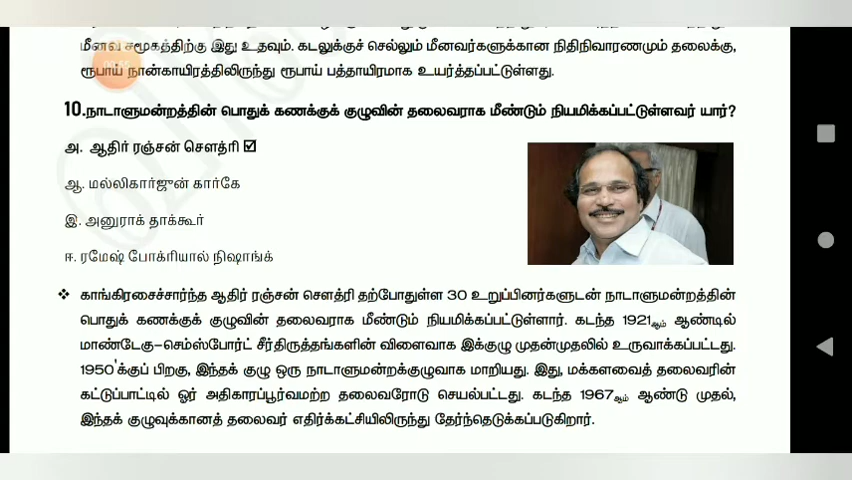 மீனவ சமூகத்திற்கு இது உதவும். கடலுக்குச் செல்லும் மீனவர்களுக்கான நிதிநிவாரணமும் தலைக்கு,
ரூபாய் நான்காயிரத்திலிருந்து ரூபாய் பத்தாயிரமாக உயர்த்தப்பட்டுள்ளது.
10.நாடாளுமன்றத்தின் பொதுக் கணக்குக் குழுவின் தலைவராக மீண்டும் நியமிக்கப்பட்டுள்ளவர் யார்?
அ. ஆதிர் ரஞ்சன் சௌத்ரி ☑
ஆ. மல்லிகார்ஜுன் கார்கே
இ. அனுராக் தாக்கூர்
ஈ. ரமேஷ் போக்ரியால் நிஷாங்க்
❖ காங்கிரசைச்சார்ந்த ஆதிர் ரஞ்சன் சௌத்ரி தற்போதுள்ள 30 உறுப்பினர்களுடன் நாடாளுமன்றத்தின்
பொதுக் கணக்குக் குழுவின் தலைவராக மீண்டும் நியமிக்கப்பட்டுள்ளார். கடந்த 1921ஆம் ஆண்டில்
மாண்டேகு-செம்ஸ்போர்ட் சீர்திருத்தங்களின் விளைவாக இக்குழு முதன்முதலில் உருவாக்கப்பட்டது.
1950'க்குப் பிறகு, இந்தக் குழு ஒரு நாடாளுமன்றக்குழுவாக மாறியது. இது, மக்களவைத் தலைவரின்
கட்டுப்பாட்டில் ஓர் அதிகாரப்பூர்வமற்ற தலைவரோடு செயல்பட்டது. கடந்த 1967ஆம் ஆண்டு முதல்,
இந்தக் குழுவுக்கானத் தலைவர் எதிர்க்கட்சியிலிருந்து தேர்ந்தெடுக்கப்படுகிறார்.